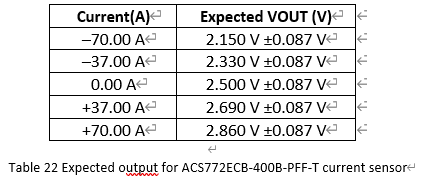 Current(A) Expected VOUT (V)
–70.00 A 2.150 V ±0.087 V
–37.00 A 2.330 V ±0.087 V
0.00 A 2.500 V ±0.087 V
+37.00 A 2.690 V ±0.087 V
+70.00 A 2.860 V ±0.087 V
Table 22 Expected output for ACS772ECB-400B-PFF-T current sensor